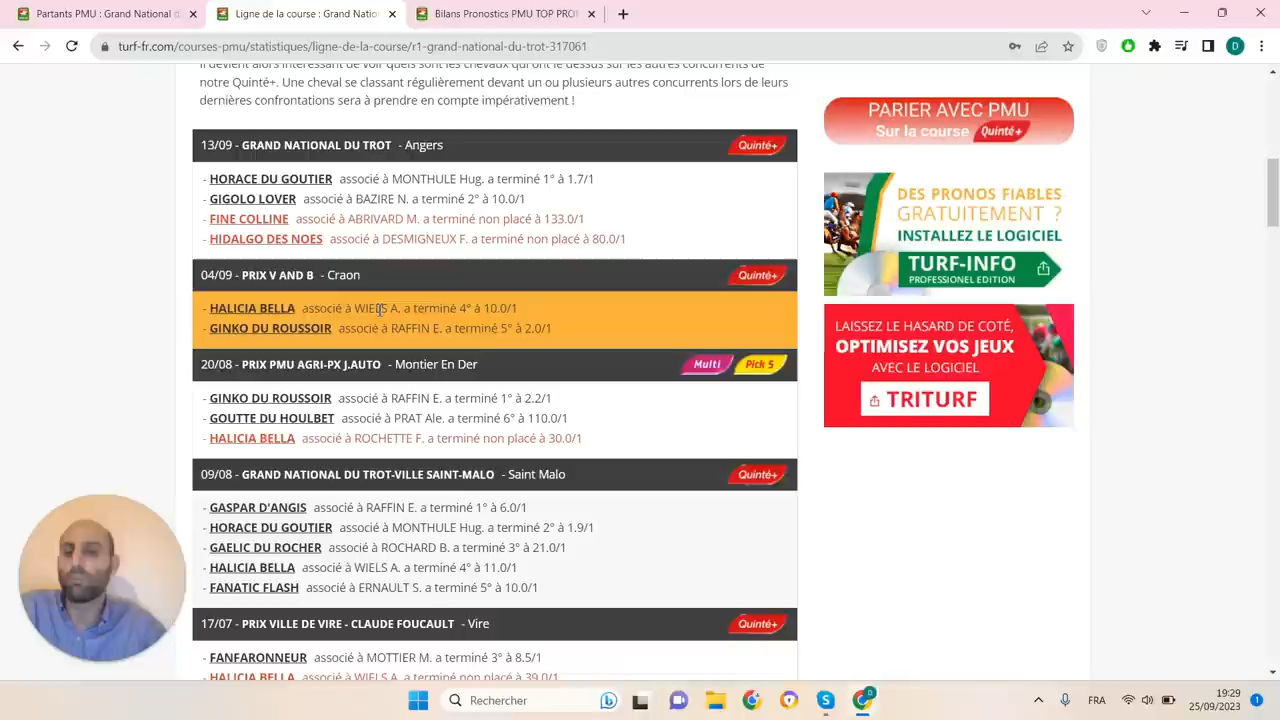 Partants PMU : GRAND NATIO
Ligne de la course : Grand Natio
Bilans PRONOSTICS PMU TOP PRO
turf-fr.com/courses-pmu/statistiques/ligne-de-la-course/r1-grand-national-du-trot-317061
D
notre Quinté+. Une cheval se classant régulièrement devant un ou plusieurs autres concurrents lors de leurs
dernières confrontations sera à prendre en compte impérativement !
13/09 - GRAND NATIONAL DU TROT - Angers Quinté+
- HORACE DU GOUTIER associé à MONTHULE Hug. a terminé 1° à 1.7/1
- GIGOLO LOVER associé à BAZIRE N. a terminé 2° à 10.0/1
- FINE COLLINE associé à ABRIVARD M. a terminé non placé à 133.0/1
- HIDALGO DES NOES associé à DESMIGNEUX F. a terminé non placé à 80.0/1
04/09 - PRIX V AND B - Craon Quinté+
- HALICIA BELLA associé à WIELS A. a terminé 4° à 10.0/1
- GINKO DU ROUSSOIR associé à RAFFIN E. a terminé 5° à 2.0/1
20/08 - PRIX PMU AGRI-PX J.AUTO - Montier En Der Multi Pick 5
- GINKO DU ROUSSOIR associé à RAFFIN E. a terminé 1° à 2.2/1
- GOUTTE DU HOULBET associé à PRAT Ale. a terminé 6° à 110.0/1
- HALICIA BELLA associé à ROCHETTE F. a terminé non placé à 30.0/1
09/08 - GRAND NATIONAL DU TROT-VILLE SAINT-MALO - Saint Malo Quinté+
- GASPAR D'ANGIS associé à RAFFIN E. a terminé 1° à 6.0/1
- HORACE DU GOUTIER associé à MONTHULE Hug. a terminé 2° à 1.9/1
- GAELIC DU ROCHER associé à ROCHARD B. a terminé 3° à 21.0/1
- HALICIA BELLA associé à WIELS A. a terminé 4° à 11.0/1
- FANATIC FLASH associé à ERNAULT S. a terminé 5° à 10.0/1
17/07 - PRIX VILLE DE VIRE - CLAUDE FOUCAULT - Vire Quinté+
- FANFARONNEUR associé à MOTTIER M. a terminé 3° à 8.5/1
- HALICIA BELLA associé à WIELS A. a terminé non placé à 39.0/1
PARIER AVEC PMU
Sur la course Quinté+
DES PRONOS FIABLES
GRATUITEMENT ?
INSTALLEZ LE LOGICIEL
TURF-INFO
PROFESSIONEL EDITION
LAISSEZ LE HASARD DE COTÉ,
OPTIMISEZ VOS JEUX
AVEC LE LOGICIEL
TRITURF
Rechercher
FRA
19:29
25/09/2023
1